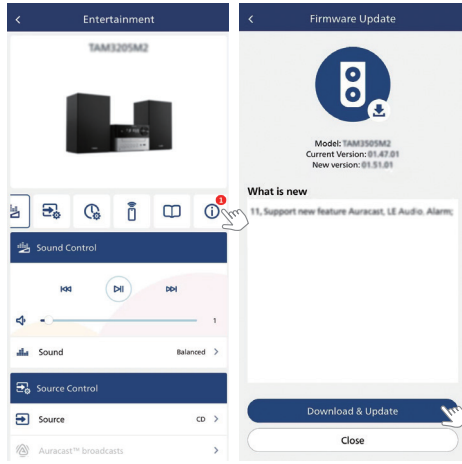 Entertainment
TAM3205M2
1
Sound Control
1
Sound
Balanced
Source Control
Source
CD
Auracast™ broadcasts
Firmware Update
Model: TAM3505M2
Current Version: 01.47.01
New version: 01.51.01
What is new
11, Support new feature Auracast, LE Audio. Alarm;
Download & Update
Close